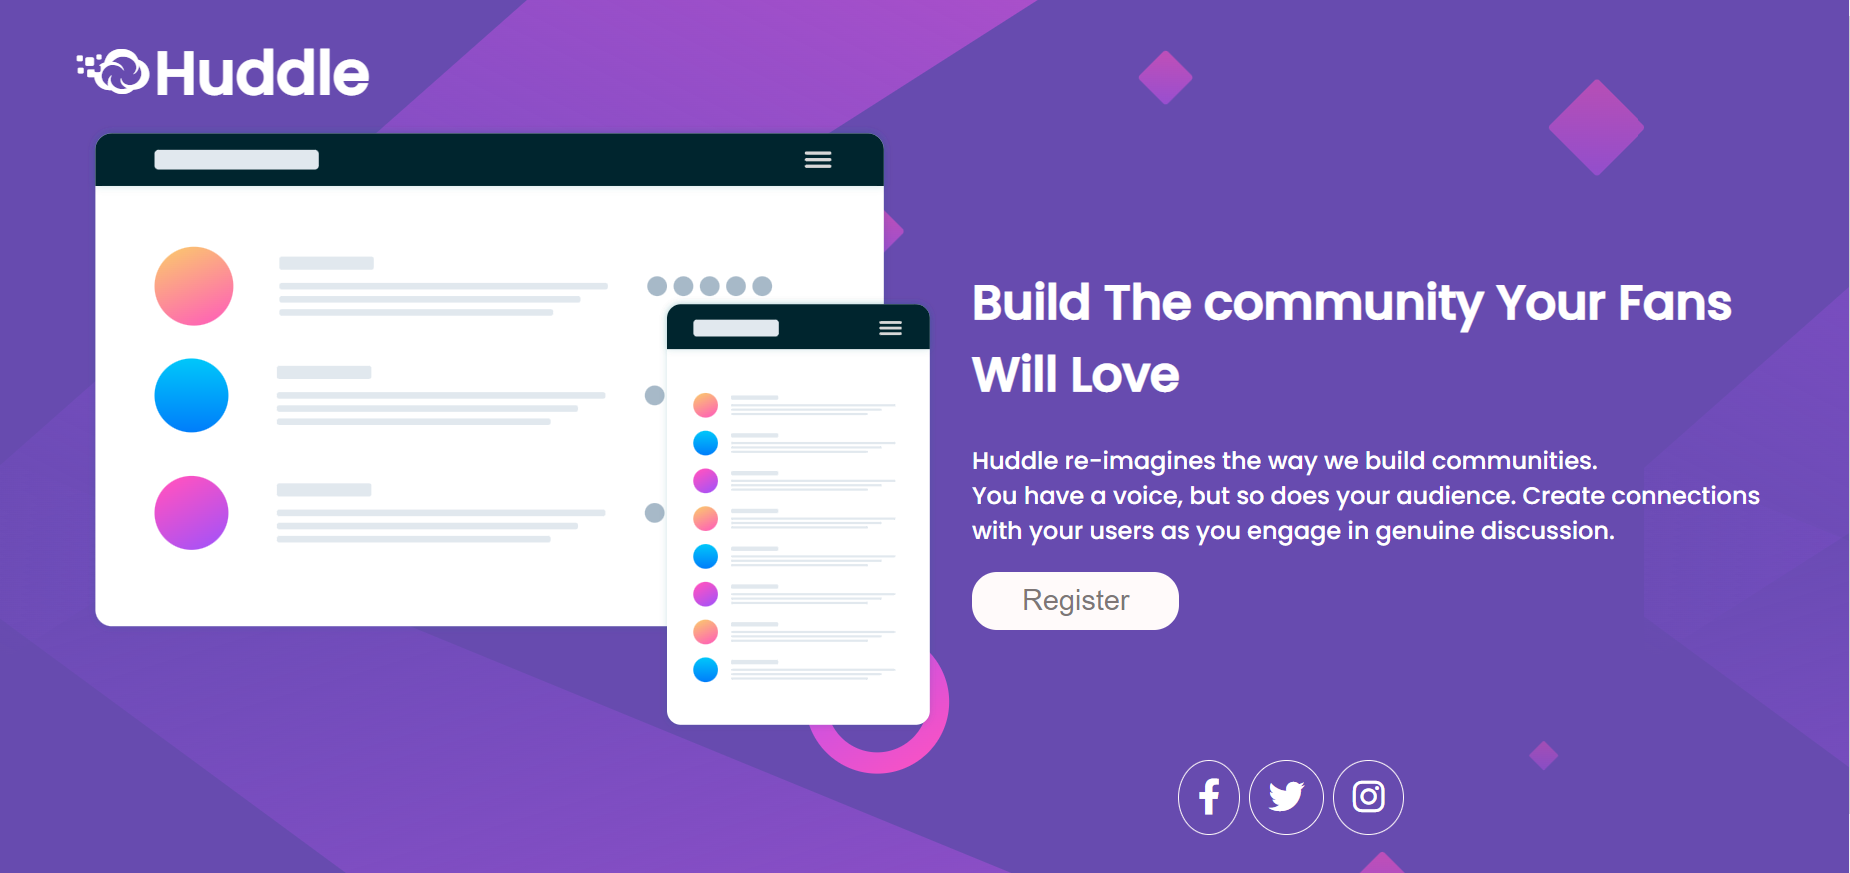 Huddle
Build The community Your Fans
Will Love
Huddle re-imagines the way we build communities.
You have a voice, but so does your audience. Create connections
with your users as you engage in genuine discussion.
Register